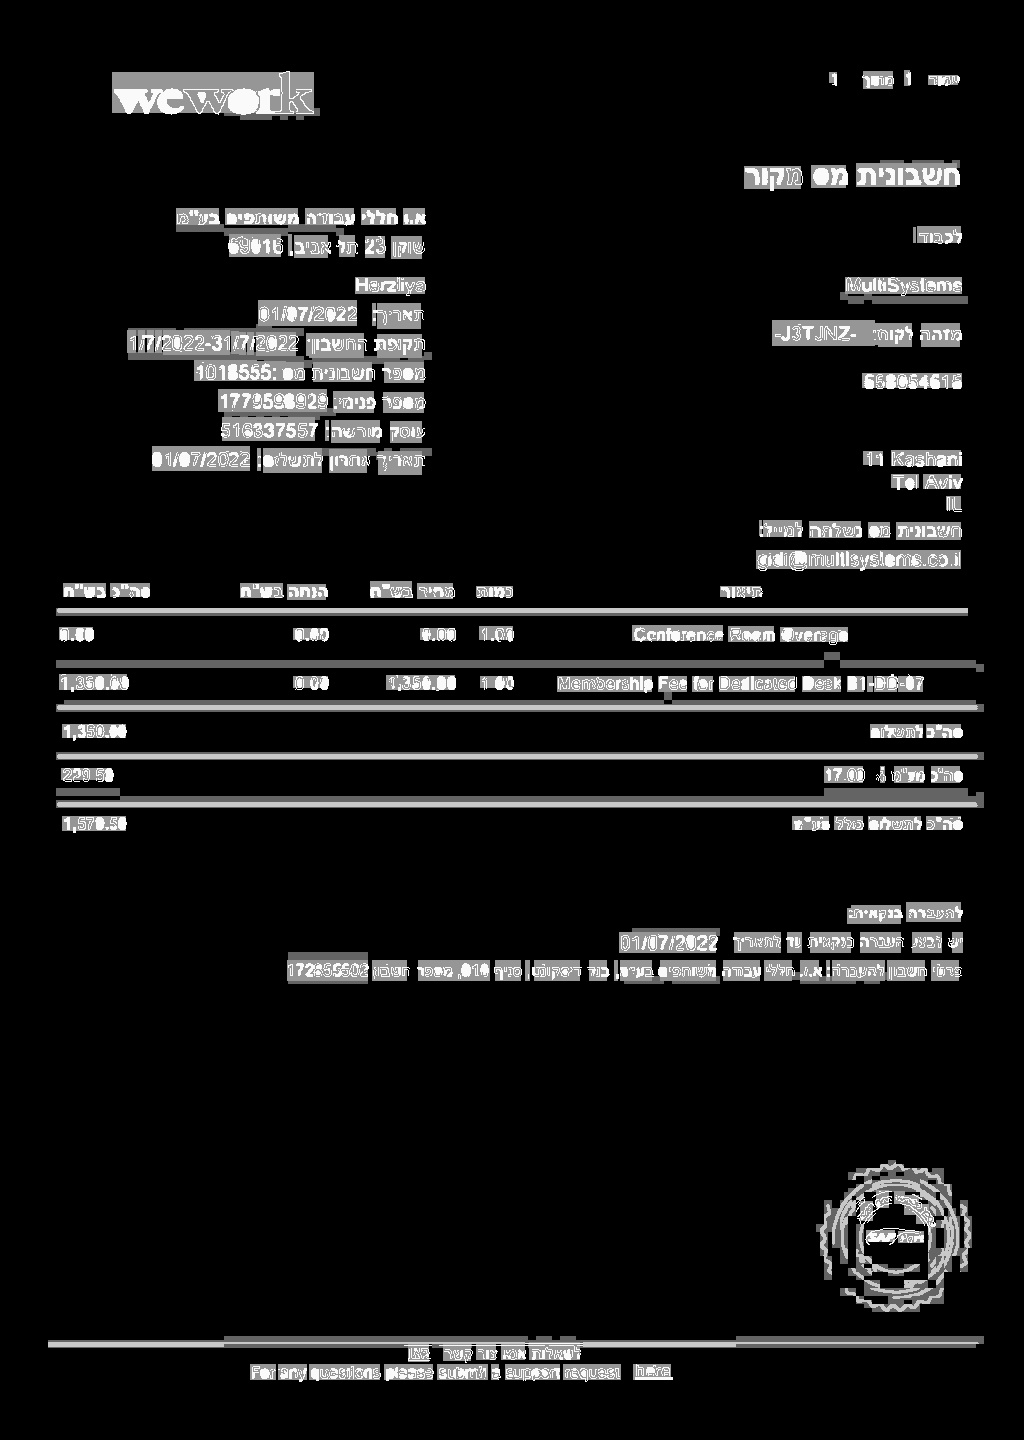 wework
עמוד 1 מתוך 1
חשבונית מס מקור
א.ו חללי עבודה משותפים בע"מ
שוקן 23 תל אביב, 69016
לכבוד
Herzliya
MultiSystems
תאריך: 01/07/2022
מזהה לקוח: -J3TJNZ-
תקופת החשבון: 1/7/2022-31/7/2022
מספר חשבונית מס: 1018555
558054615
מספר פנימי: 1779598929
עוסק מורשה: 516337557
תאריך אחרון לתשלום: 01/07/2022
11 Kashani
Tel Aviv
IL
חשבונית מס נשלחה למייל:
gidi@multisystems.co.il
תיאור כמות מחיר בש"ח הנחה בש"ח סה"כ בש"ח
Conference Room Overage 1.00 0.00 0.00 0.00
Membership Fee for Dedicated Desk 1.00 1,350.00 0.00 1,350.00
סה"כ לתשלום 1,350.00
סה"כ מע"מ 17.00 229.50
סה"כ לתשלום כולל מע"מ 1,579.50
להעברה בנקאית:
יש לבצע העברה בנקאית עד לתאריך 01/07/2022
פרטי חשבון להעברה: א.ו. חללי עבודה משותפים בע"מ, בנק דיסקונט, סניף 010, מספר חשבון
SAP
לשאלות אנא צור קשר כאן
For any questions please submit a support request here